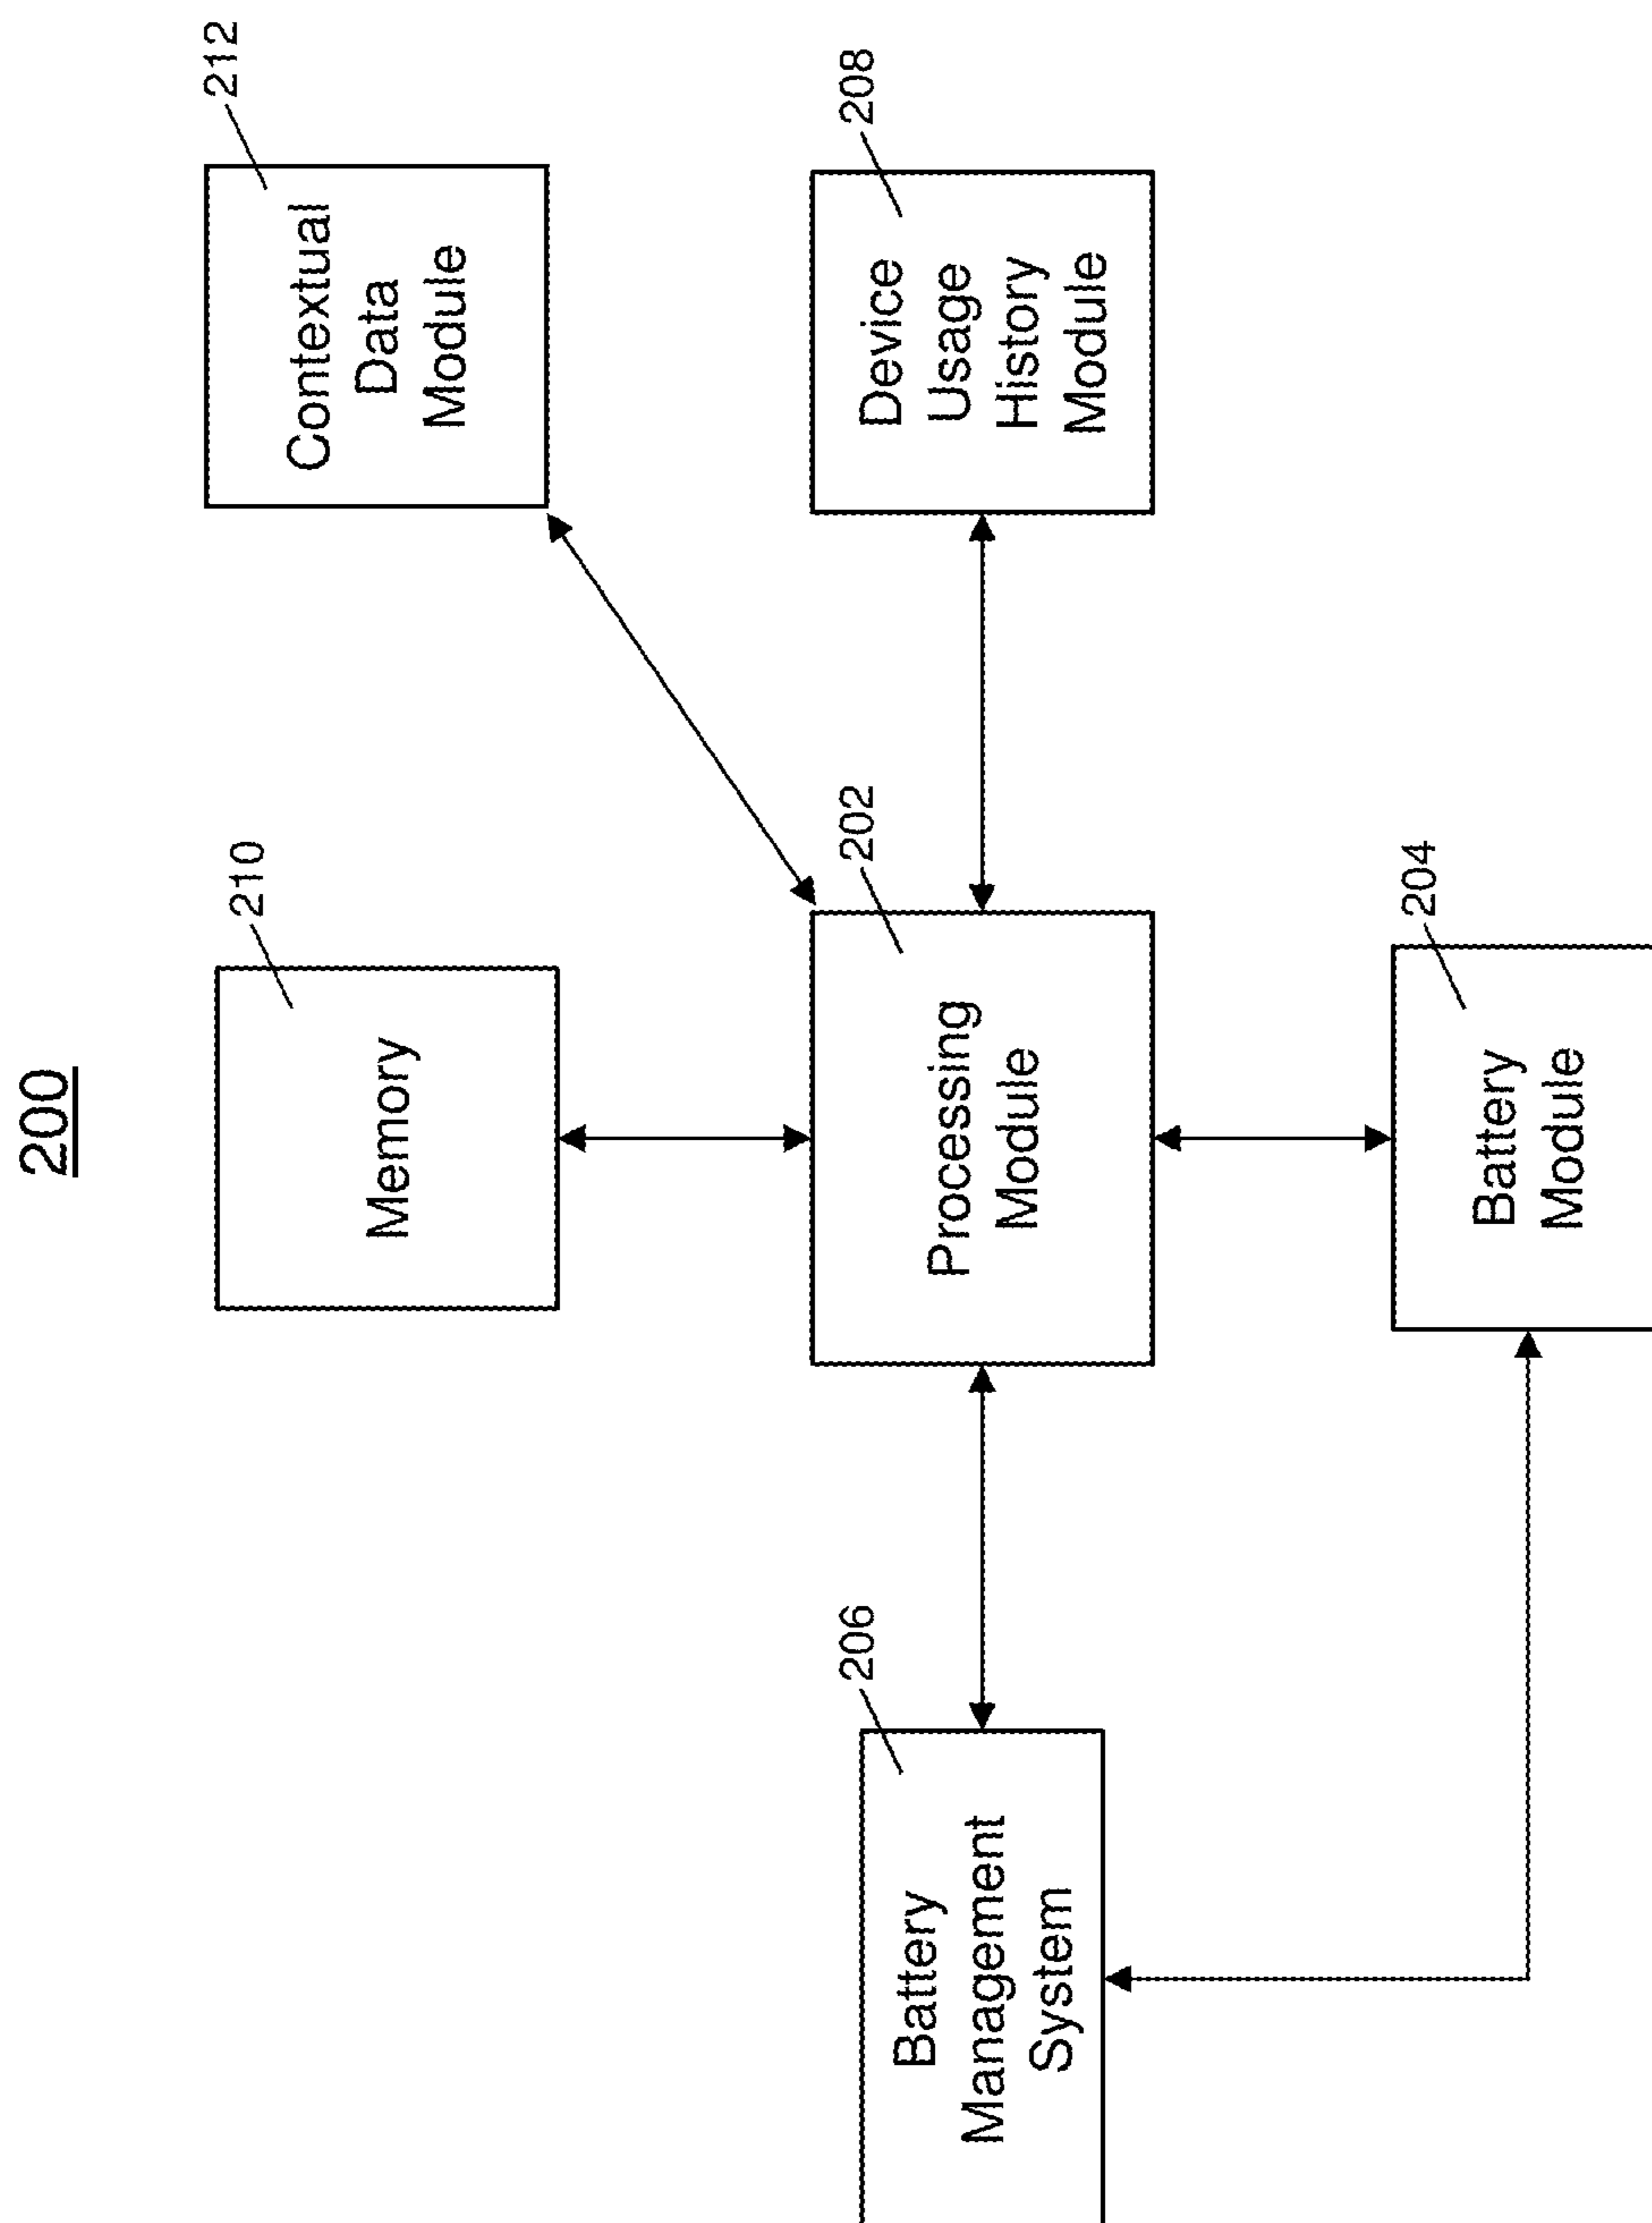 200
212
Contextual
Data
Module
210
Memory
208
Device
Usage
History
Module
202
Processing
Module
206
Battery
Management
System
204
Battery
Module